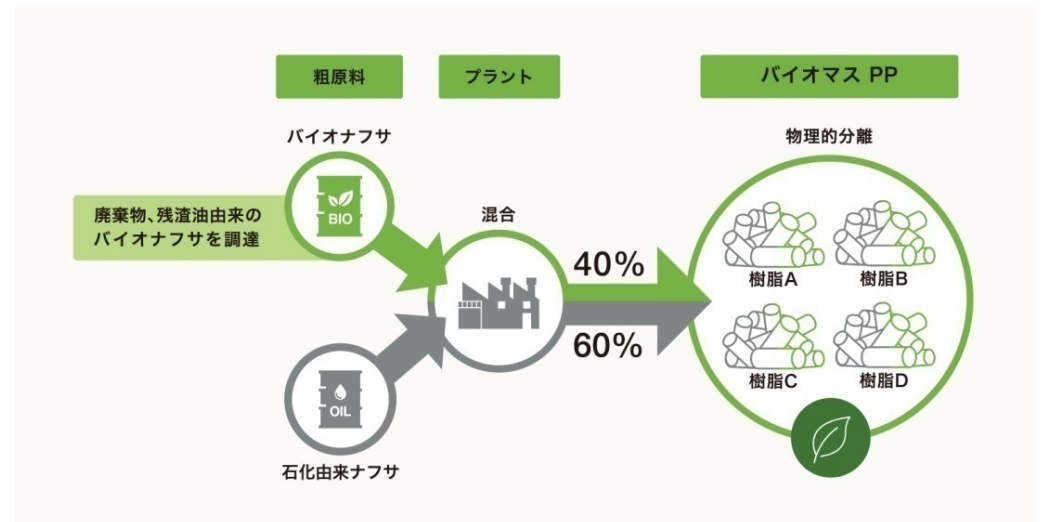 粗原料
プラント
バイオマス PP
バイオナフサ
物理的分離
廃棄物、残渣油由来の
バイオナフサを調達
BIO
混合
40%
60%
樹脂A
樹脂B
樹脂C
樹脂D
OIL
石化由来ナフサ